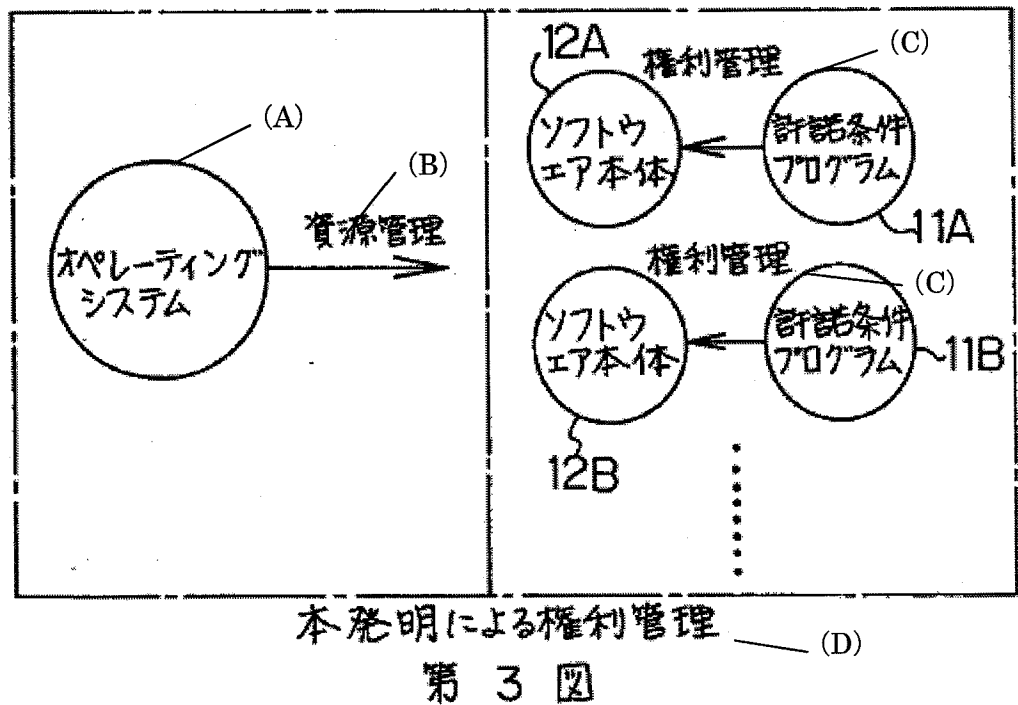 (A)
オペレーティング
システム
(B)
資源管理
12A
権利管理
(C)
ソフトウ
ェア本体
許諾条件
プログラム
11A
権利管理
(C)
ソフトウ
ェア本体
許諾条件
プログラム
11B
12B
本発明による権利管理
(D)
第 3 図